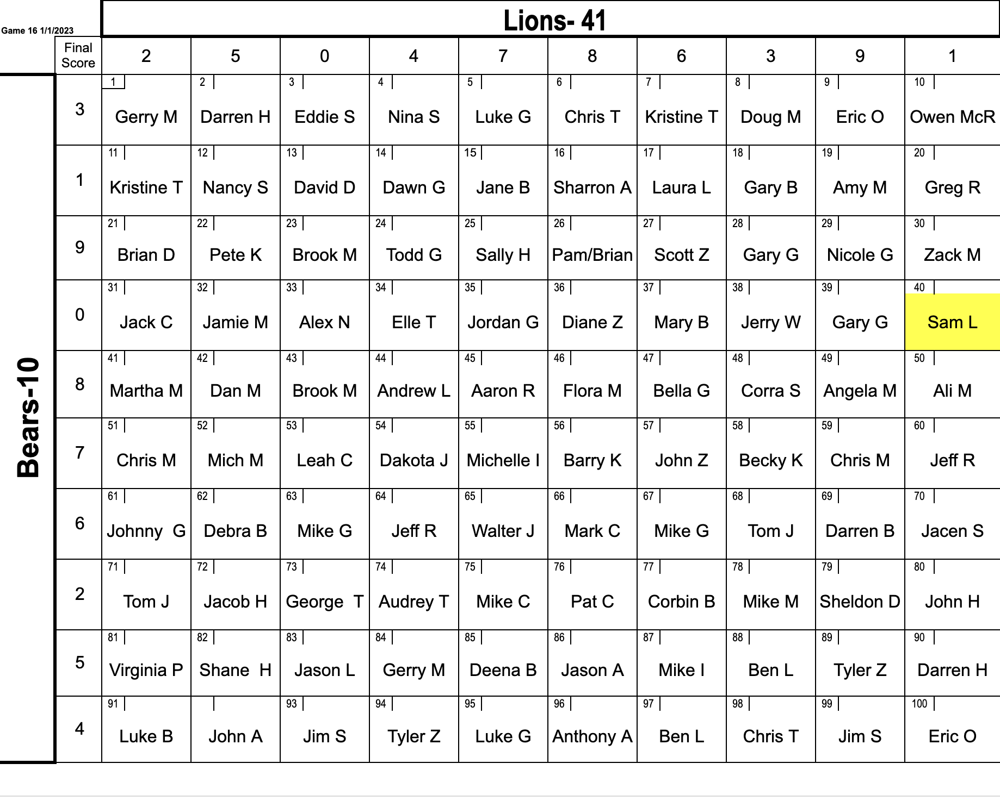 Lions- 41
Game 16 1/1/2023
Final Score 2 5 0 4 7 8 6 3 9 1
1 2 3 4 5 6 7 8 9 10
3 Gerry M Darren H Eddie S Nina S Luke G Chris T Kristine T Doug M Eric O Owen McR
11 12 13 14 15 16 17 18 19 20
1 Kristine T Nancy S David D Dawn G Jane B Sharron A Laura L Gary B Amy M Greg R
21 22 23 24 25 26 27 28 29 30
9 Brian D Pete K Brook M Todd G Sally H Pam/Brian Scott Z Gary G Nicole G Zack M
31 32 33 34 35 36 37 38 39 40
0 Jack C Jamie M Alex N Elle T Jordan G Diane Z Mary B Jerry W Gary G Sam L
Bears-10
41 42 43 44 45 46 47 48 49 50
8 Martha M Dan M Brook M Andrew L Aaron R Flora M Bella G Corra S Angela M Ali M
51 52 53 54 55 56 57 58 59 60
7 Chris M Mich M Leah C Dakota J Michelle I Barry K John Z Becky K Chris M Jeff R
61 62 63 64 65 66 67 68 69 70
6 Johnny G Debra B Mike G Jeff R Walter J Mark C Mike G Tom J Darren B Jacen S
71 72 73 74 75 76 77 78 79 80
2 Tom J Jacob H George T Audrey T Mike C Pat C Corbin B Mike M Sheldon D John H
81 82 83 84 85 86 87 88 89 90
5 Virginia P Shane H Jason L Gerry M Deena B Jason A Mike I Ben L Tyler Z Darren H
91 93 94 95 96 97 98 99 100
4 Luke B John A Jim S Tyler Z Luke G Anthony A Ben L Chris T Jim S Eric O